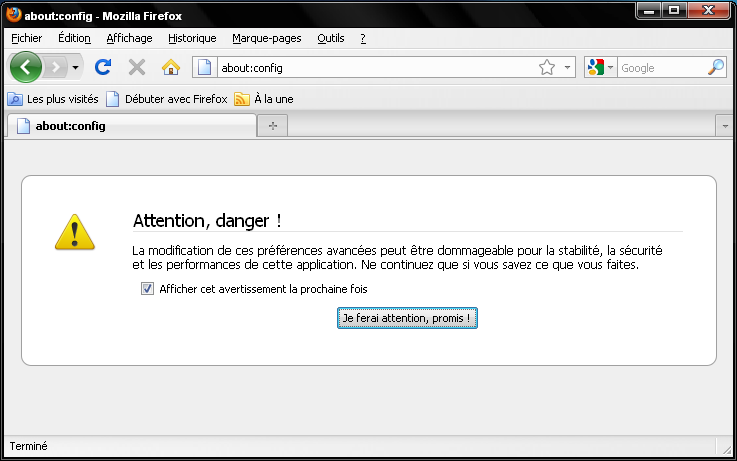 about:config - Mozilla Firefox
Fichier Édition Affichage Historique Marque-pages Outils ?
about:config Google
Les plus visités Débuter avec Firefox À la une
about:config
Attention, danger !
La modification de ces préférences avancées peut être dommageable pour la stabilité, la sécurité
et les performances de cette application. Ne continuez que si vous savez ce que vous faites.
Afficher cet avertissement la prochaine fois
Je ferai attention, promis !
Terminé